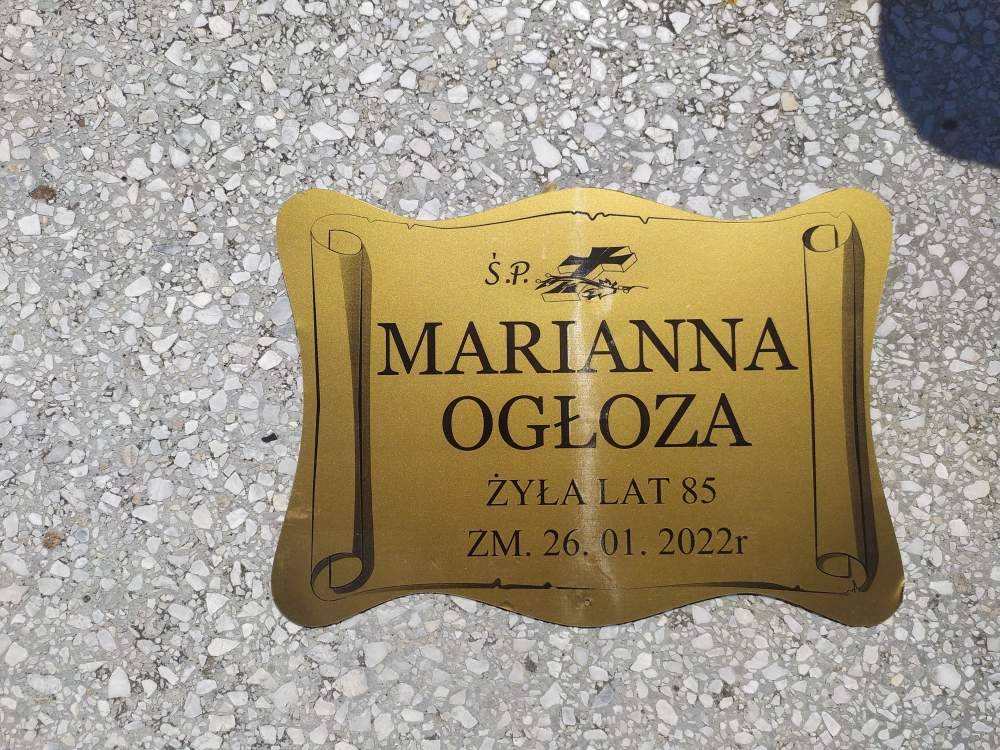 Ś.P.
MARIANNA
OGŁOZA
ŻYŁA LAT 85
ZM. 26. 01. 2022r